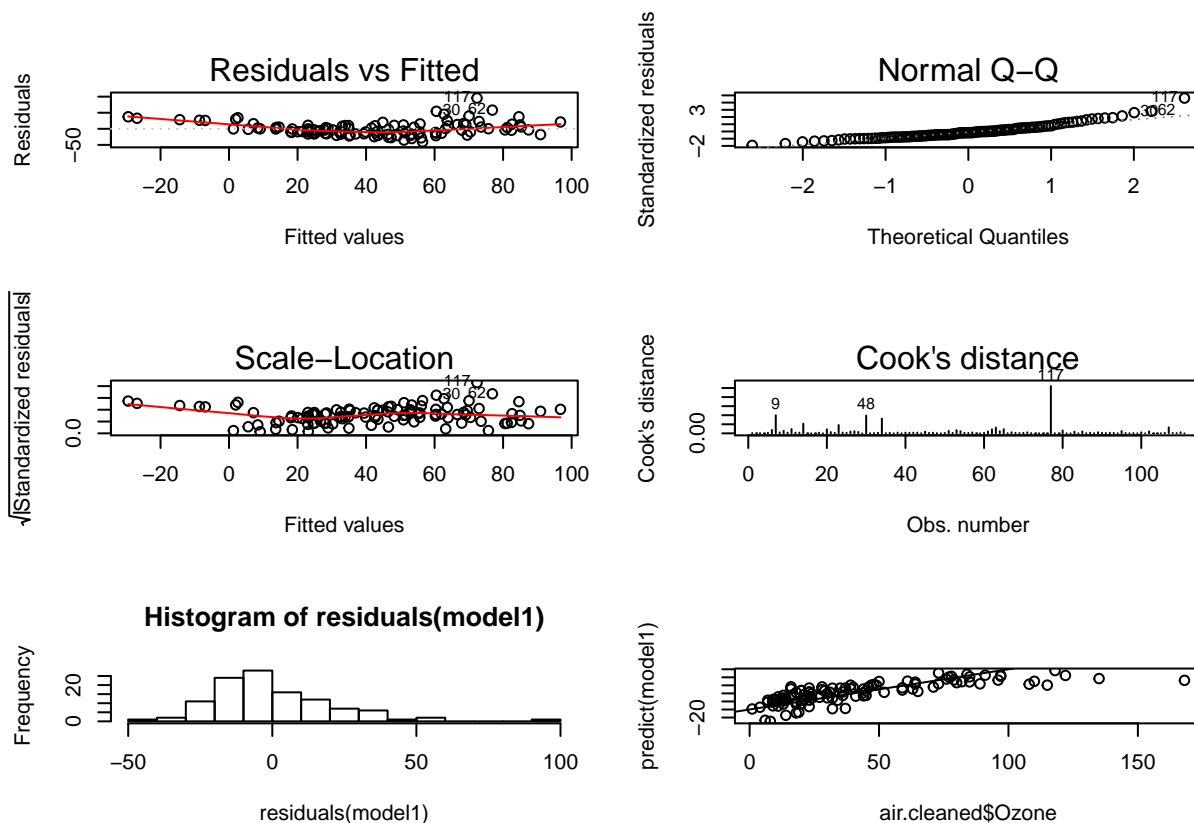 Residuals vs Fitted
Residuals
−50
117
30
62
−20 0 20 40 60 80 100
Fitted values
Normal Q−Q
Standardized residuals
−2 3
117
−2 −1 0 1 2
Theoretical Quantiles
Scale−Location
√|Standardized residuals|
0.0
117
30
62
−20 0 20 40 60 80 100
Fitted values
Cook's distance
Cook's distance
0.00
9
48
117
0 20 40 60 80 100
Obs. number
Histogram of residuals(model1)
Frequency
0 20
−50 0 50 100
residuals(model1)
predict(model1)
−20
0 50 100 150
air.cleaned$Ozone